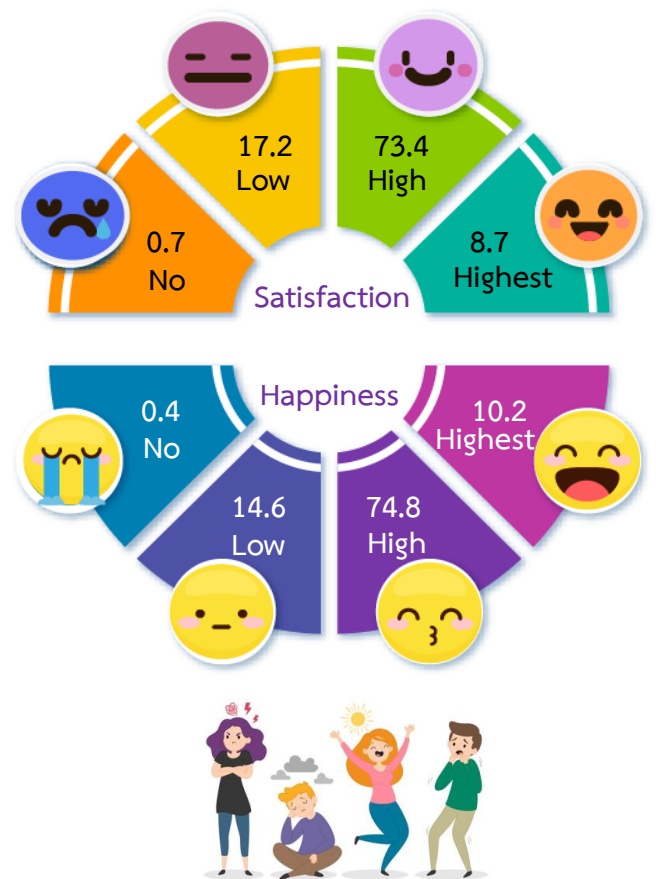 17.2
Low
73.4
High
0.7
No
8.7
Highest
Satisfaction
Happiness
0.4
No
10.2
Highest
14.6
Low
74.8
High